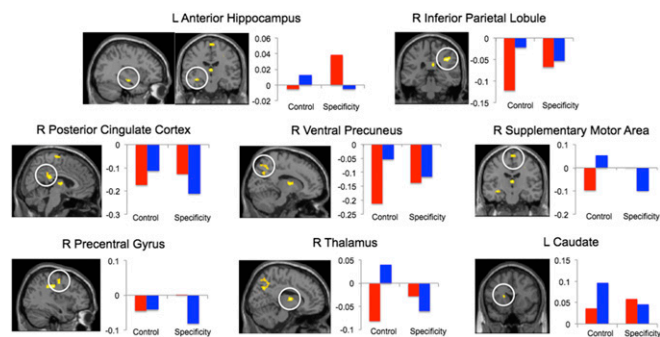 L Anterior Hippocampus
0.06
0.04
0.02
0
-0.02
Control Specificity
R Inferior Parietal Lobule
0
-0.05
-0.1
-0.15
Control Specificity
R Posterior Cingulate Cortex
0
-0.1
-0.2
-0.3
Control Specificity
R Ventral Precuneus
0
-0.05
-0.1
-0.15
-0.2
-0.25
Control Specificity
R Supplementary Motor Area
0.1
0
-0.1
-0.2
Control Specificity
R Precentral Gyrus
0.1
0
-0.1
Control Specificity
R Thalamus
0.05
0
-0.05
-0.1
Control Specificity
L Caudate
0.15
0.1
0.05
0
Control Specificity